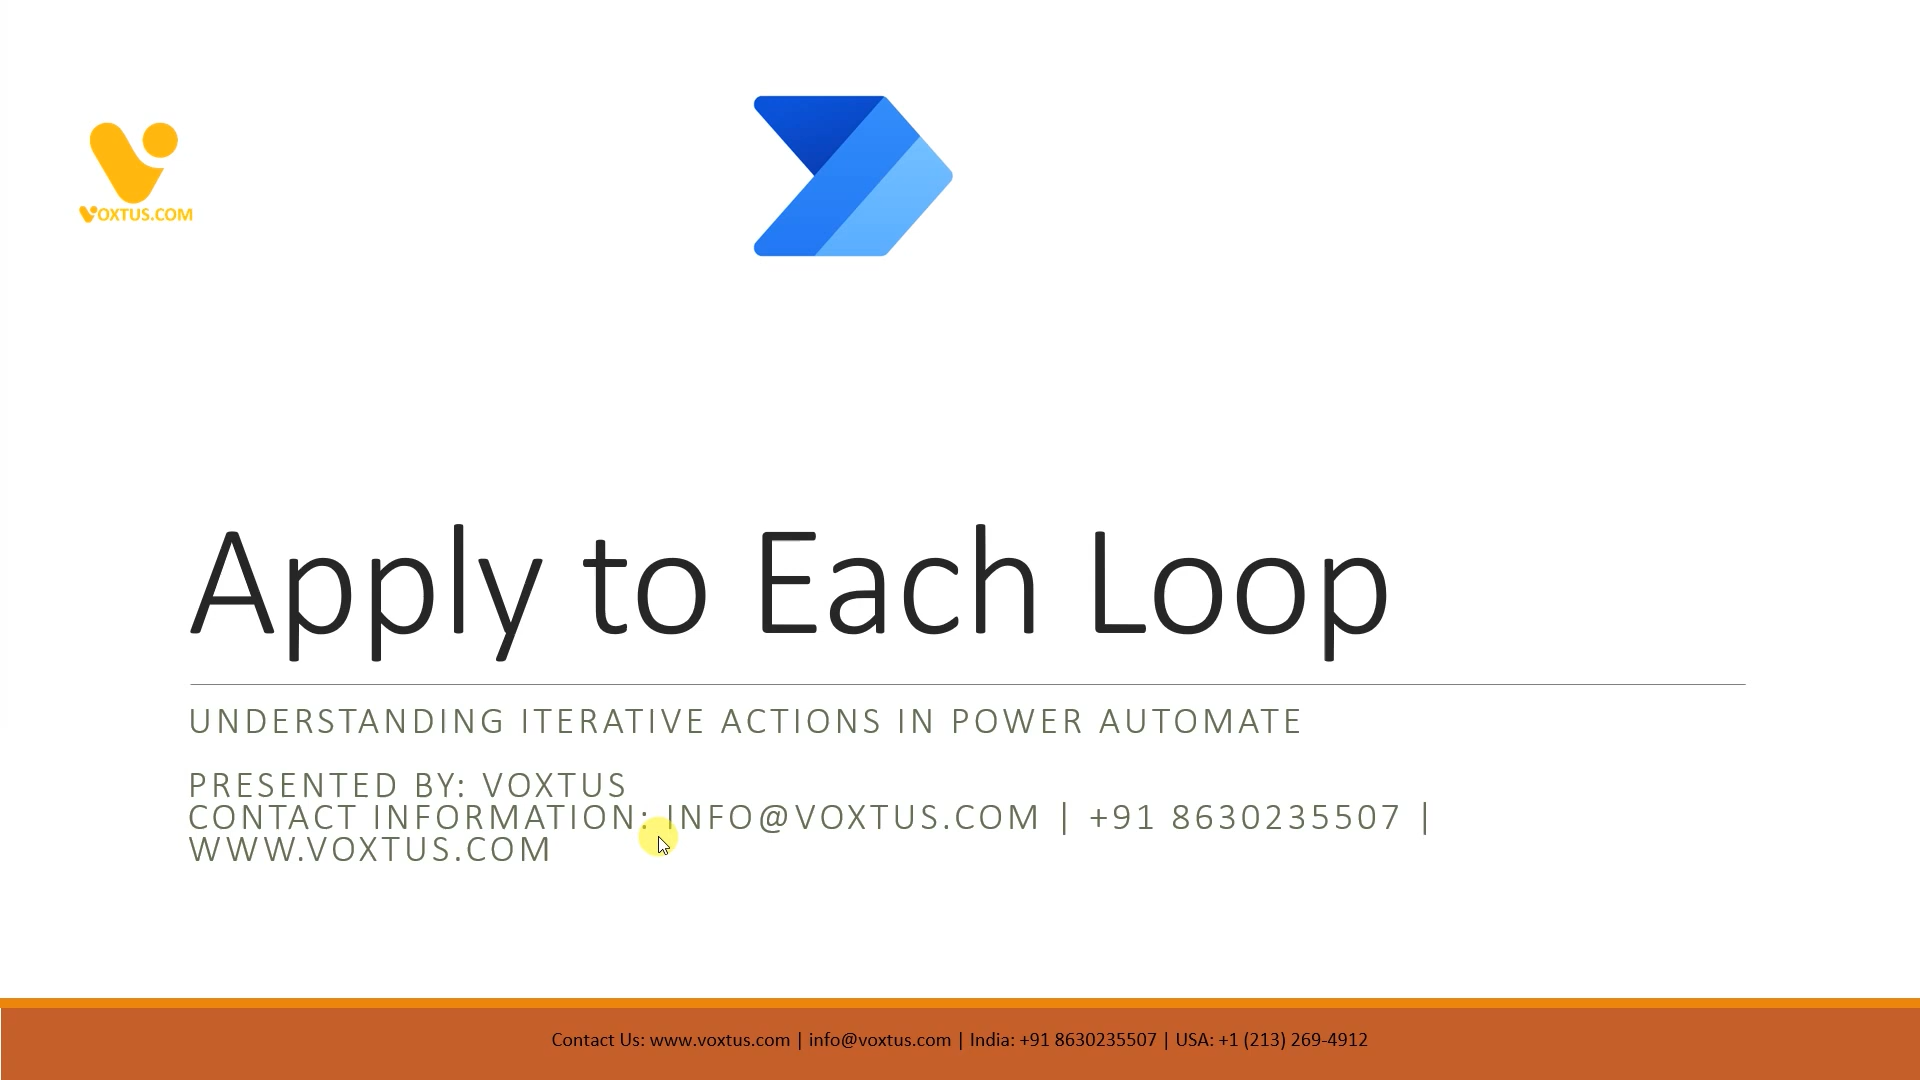 VOXTUS.COM
Apply to Each Loop
UNDERSTANDING ITERATIVE ACTIONS IN POWER AUTOMATE
PRESENTED BY: VOXTUS
CONTACT INFORMATION: INFO@VOXTUS.COM | +91 8630235507 |
WWW.VOXTUS.COM
Contact Us: www.voxtus.com | info@voxtus.com | India: +91 8630235507 | USA: +1 (213) 269-4912